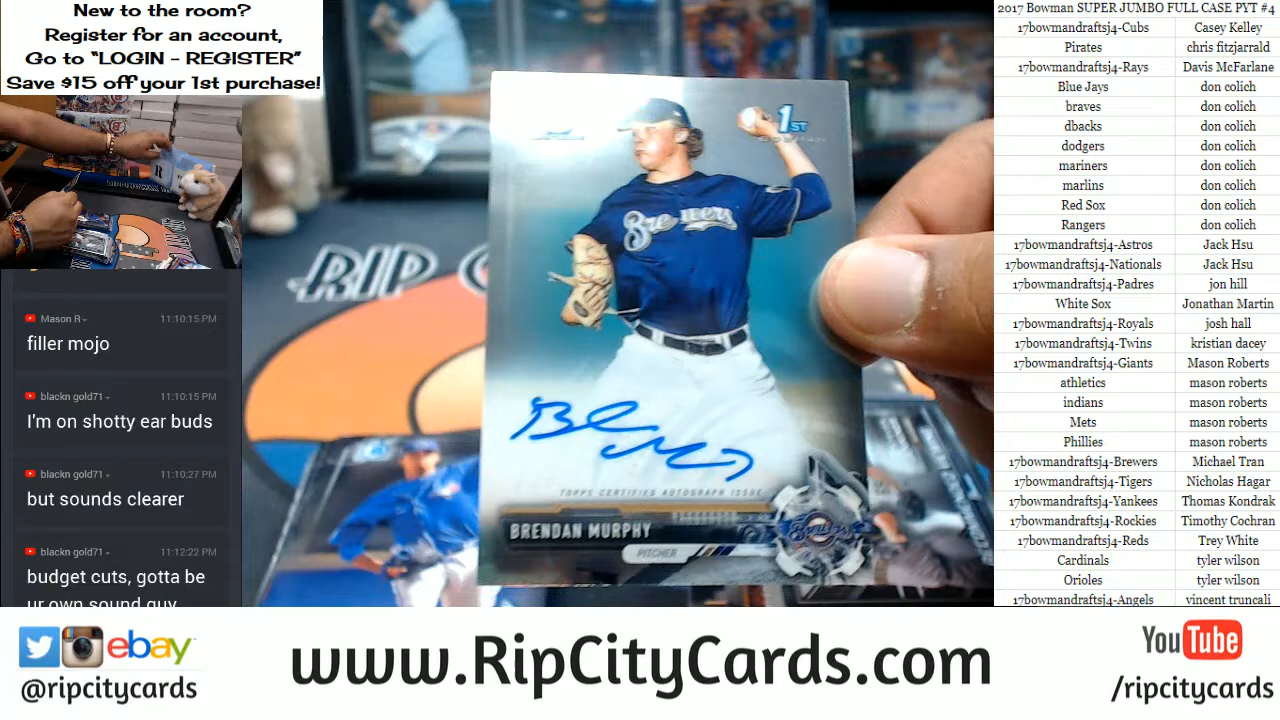 New to the room?
Register for an account,
Go to “LOGIN - REGISTER”
Save $15 off your 1st purchase!
Mason R
11:10:15 PM
filler mojo
blackn gold71
11:10:15 PM
I'm on shotty ear buds
blackn gold71
11:10:27 PM
but sounds clearer
blackn gold71
11:12:22 PM
budget cuts, gotta be
ur own sound guy
RIP
1ST
Brewers
TOPPS CERTIFIED AUTOGRAPH ISSUE
BRENDAN MURPHY
PITCHER
2017 Bowman SUPER JUMBO FULL CASE PYT #4
17bowmandraftsj4-Cubs Casey Kelley
Pirates chris fitzjarrald
17bowmandraftsj4-Rays Davis McFarlane
Blue Jays don colich
braves don colich
dbacks don colich
dodgers don colich
mariners don colich
marlins don colich
Red Sox don colich
Rangers don colich
17bowmandraftsj4-Astros Jack Hsu
17bowmandraftsj4-Nationals Jack Hsu
17bowmandraftsj4-Padres jon hill
White Sox Jonathan Martin
17bowmandraftsj4-Royals josh hall
17bowmandraftsj4-Twins kristian dacey
17bowmandraftsj4-Giants Mason Roberts
athletics mason roberts
indians mason roberts
Mets mason roberts
Phillies mason roberts
17bowmandraftsj4-Brewers Michael Tran
17bowmandraftsj4-Tigers Nicholas Hagar
17bowmandraftsj4-Yankees Thomas Kondrak
17bowmandraftsj4-Rockies Timothy Cochran
17bowmandraftsj4-Reds Trey White
Cardinals tyler wilson
Orioles tyler wilson
17bowmandraftsj4-Angels vincent truncali
ebay
@ripcitycards
www.RipCityCards.com
YouTube
/ripcitycards